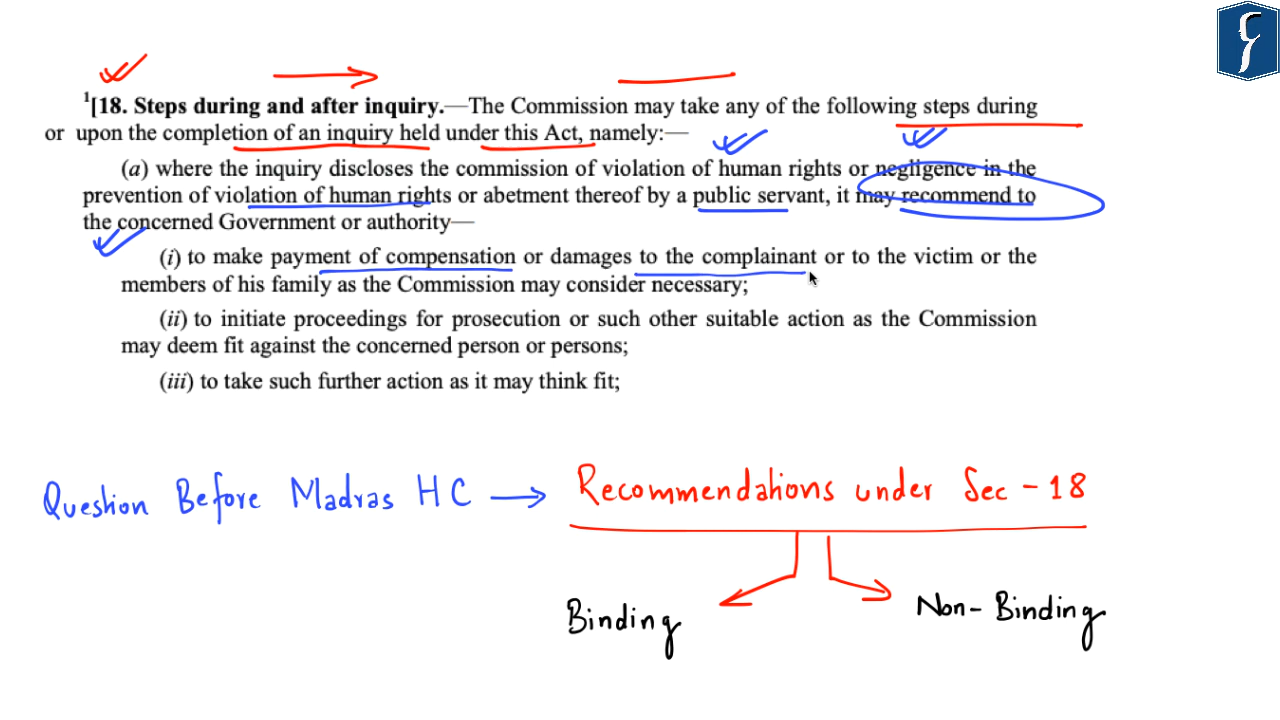 ¹[18. Steps during and after inquiry.—The Commission may take any of the following steps during
or upon the completion of an inquiry held under this Act, namely:—
(a) where the inquiry discloses the commission of violation of human rights or negligence in the
prevention of violation of human rights or abetment thereof by a public servant, it may recommend to
the concerned Government or authority—
(i) to make payment of compensation or damages to the complainant or to the victim or the
members of his family as the Commission may consider necessary;
(ii) to initiate proceedings for prosecution or such other suitable action as the Commission
may deem fit against the concerned person or persons;
(iii) to take such further action as it may think fit;
Question Before Madras HC → Recommendations under Sec - 18
Binding
Non-Binding